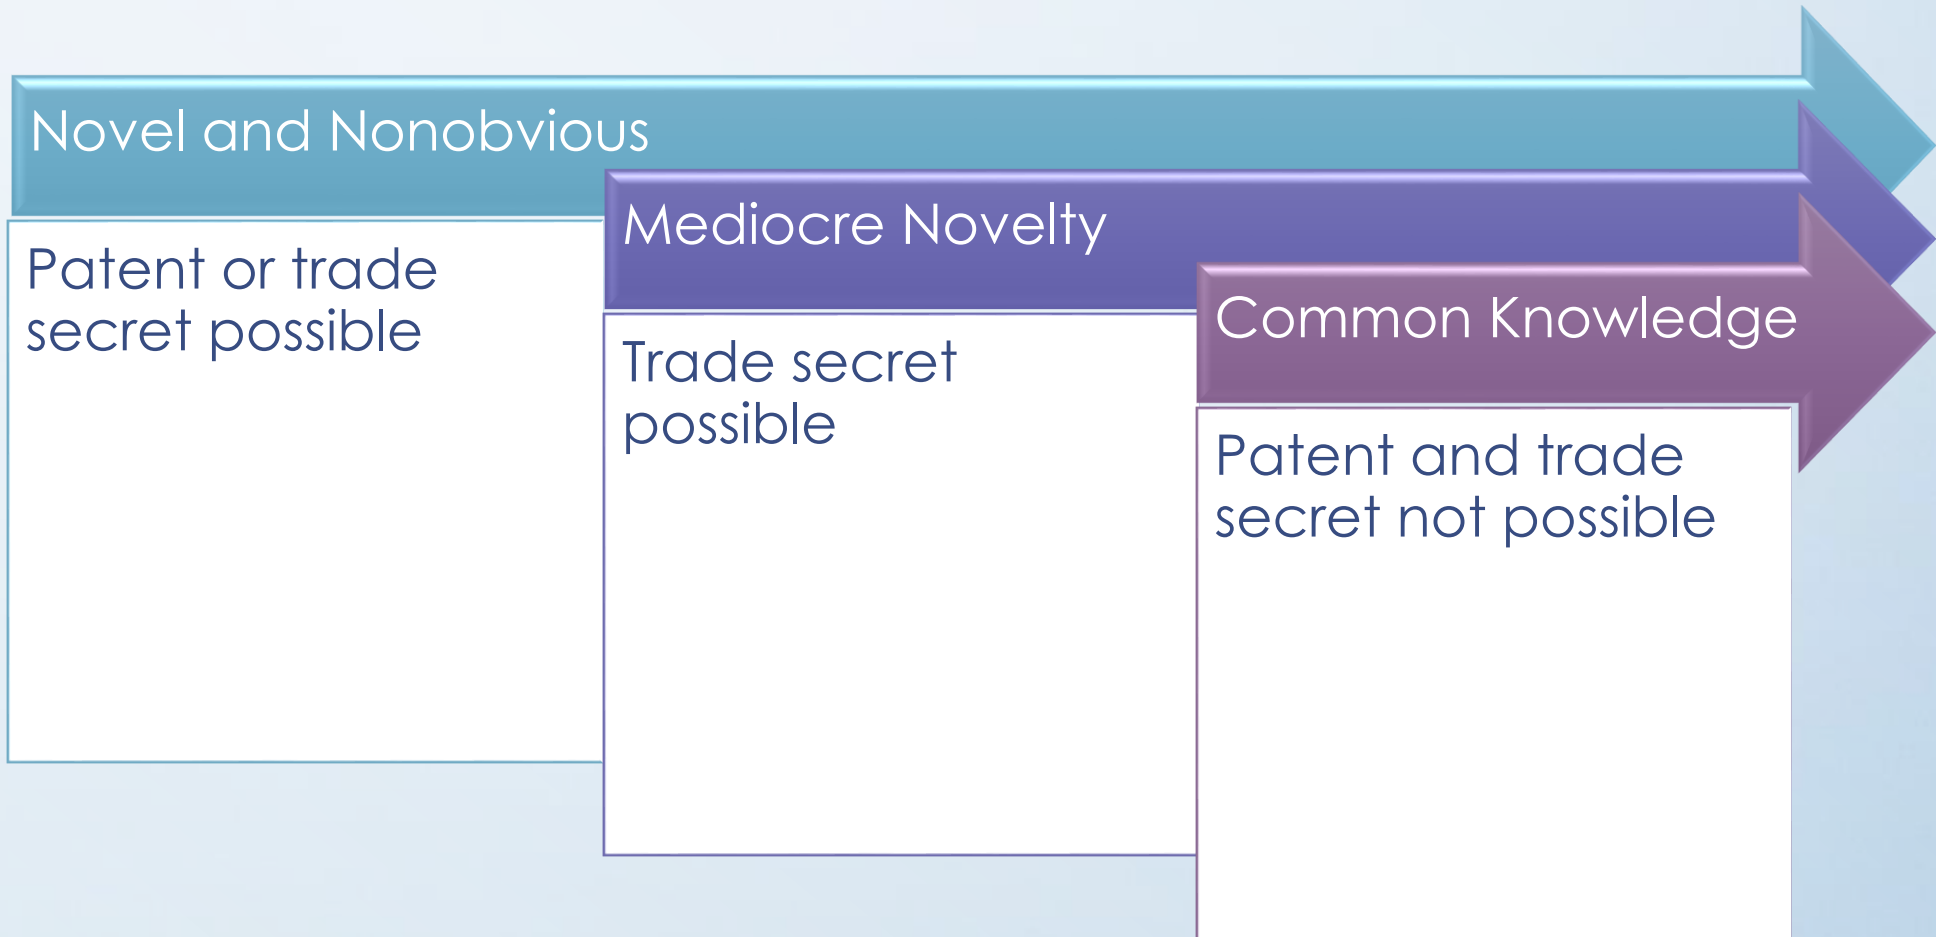 Novel and Nonobvious
Patent or trade
secret possible
Mediocre Novelty
Trade secret
possible
Common Knowledge
Patent and trade
secret not possible